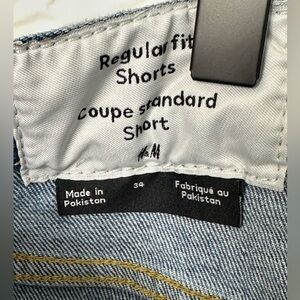 Regular fit
Shorts
Coupe standard
Short
H&M
Made in
Pakistan
34
Fabriqué au
Pakistan